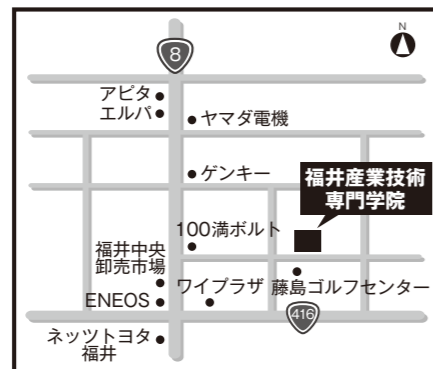 N
8
アピタ
エルパ
ヤマダ電機
ゲンキー
福井産業技術
専門学院
100満ボルト
福井中央
卸売市場
ワイプラザ
藤島ゴルフセンター
ENEOS
416
ネッツトヨタ
福井